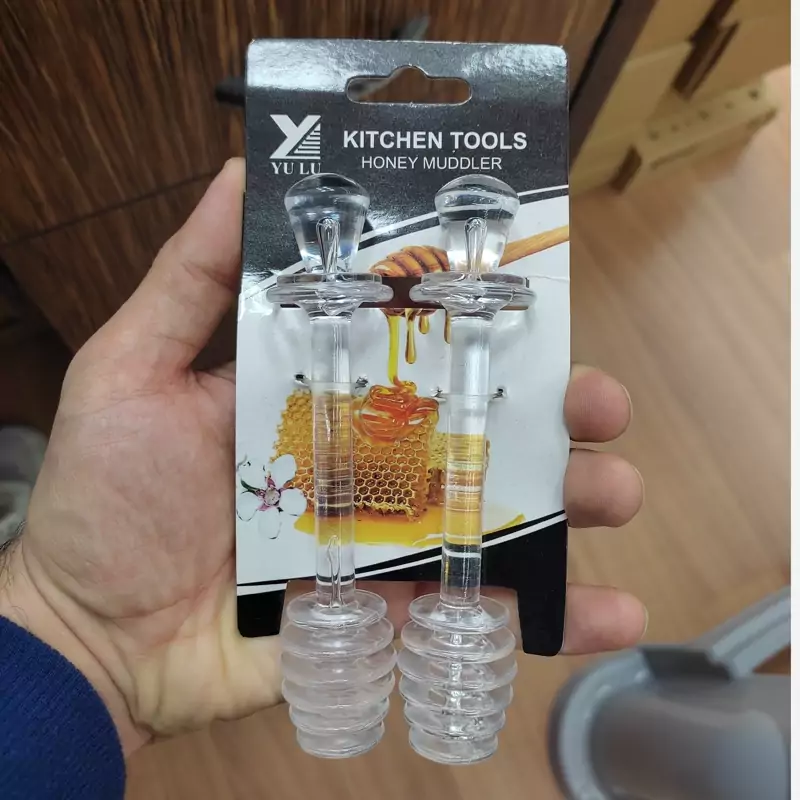 KITCHEN TOOLS
HONEY MUDDLER
YU LU